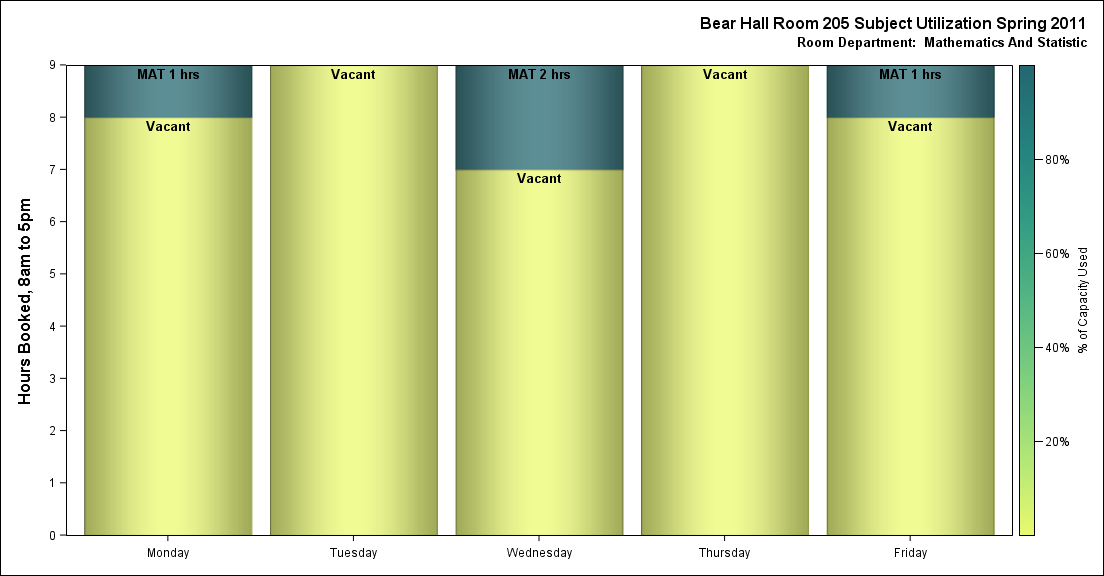 Bear Hall Room 205 Subject Utilization Spring 2011
Room Department:  Mathematics And Statistic
Hours Booked, 8am to 5pm
9
8
7
6
5
4
3
2
1
0
MAT 1 hrs
Vacant
Vacant
MAT 2 hrs
Vacant
Vacant
MAT 1 hrs
Vacant
Monday
Tuesday
Wednesday
Thursday
Friday
80%
60%
40%
20%
% of Capacity Used